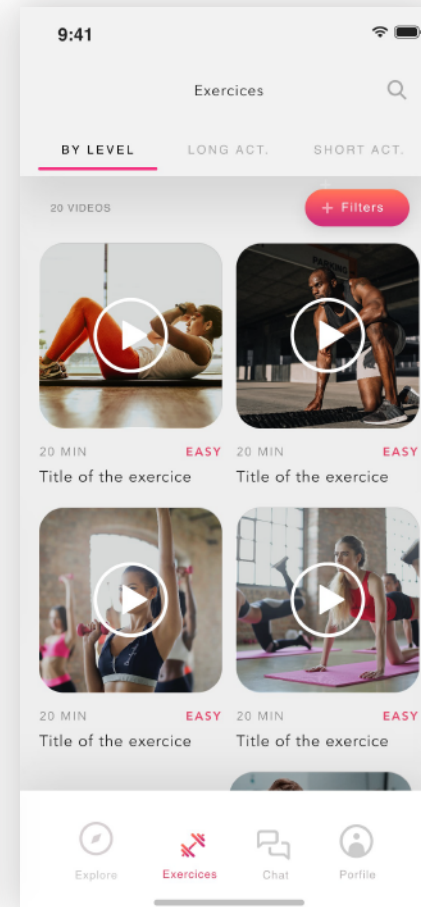 9:41
Exercices
BY LEVEL LONG ACT. SHORT ACT.
20 VIDEOS
+ Filters
PARKING
20 MIN EASY
Title of the exercice
20 MIN EASY
Title of the exercice
20 MIN EASY
Title of the exercice
20 MIN EASY
Title of the exercice
Explore Exercices Chat Porfile